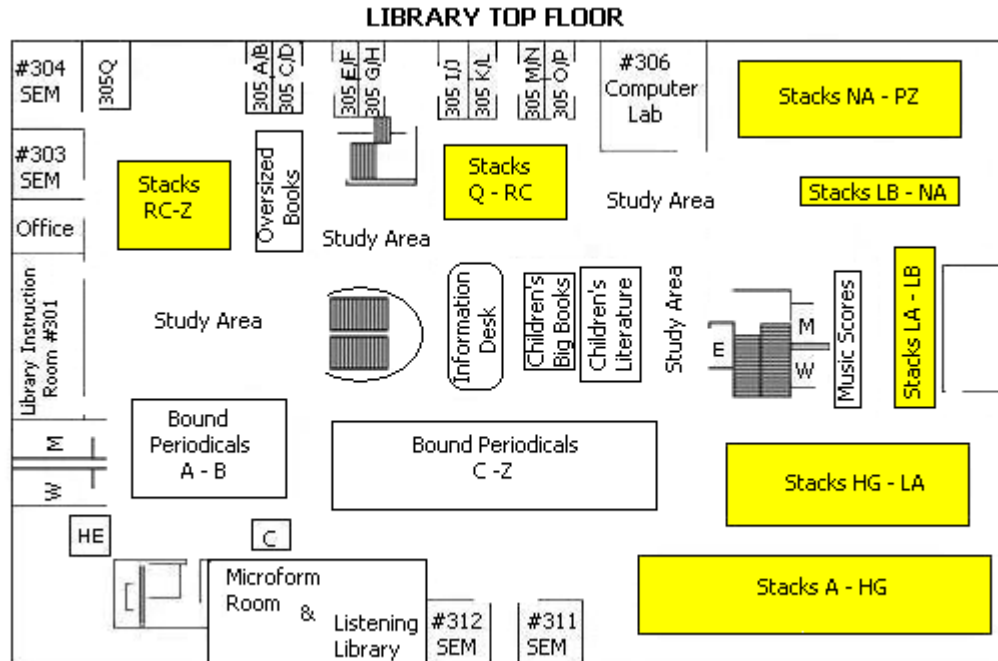 LIBRARY TOP FLOOR
#304
SEM
305Q
305 A/B
305 C/D
305 E/F
305 G/H
305 I/J
305 K/L
305 M/N
305 O/P
#306
Computer
Lab
Stacks NA - PZ
#303
SEM
Stacks
RC-Z
Oversized
Books
Stacks
Q - RC
Study Area
Stacks LB - NA
Office
Study Area
Library Instruction
Room #301
Study Area
Information
Desk
Children's
Big Books
Children's
Literature
Study Area
E
M
W
Music Scores
Stacks LA - LB
M
W
Bound
Periodicals
A - B
Bound Periodicals
C -Z
Stacks HG - LA
HE
C
Microform
Room
&
Listening
Library
#312
SEM
#311
SEM
Stacks A - HG